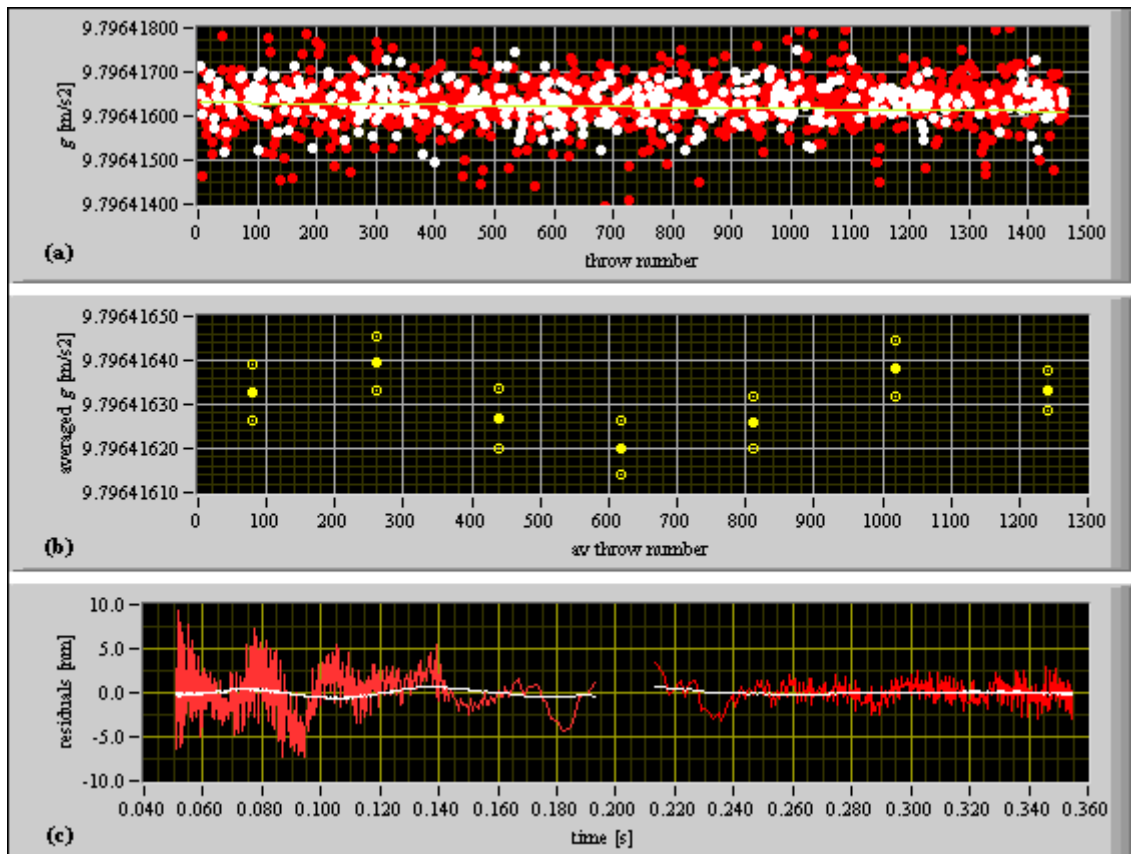 9.79641800
9.79641700
9.79641600
9.79641500
9.79641400
g [m/s2]
0 100 200 300 400 500 600 700 800 900 1000 1100 1200 1300 1400 1500
(a)
throw number
9.79641650
9.79641640
9.79641630
9.79641620
9.79641610
averaged g [m/s2]
0 100 200 300 400 500 600 700 800 900 1000 1100 1200 1300
(b)
av throw number
10.0
5.0
0.0
-5.0
-10.0
residuals [nm]
0.040 0.060 0.080 0.100 0.120 0.140 0.160 0.180 0.200 0.220 0.240 0.260 0.280 0.300 0.320 0.340 0.360
(c)
time [s]